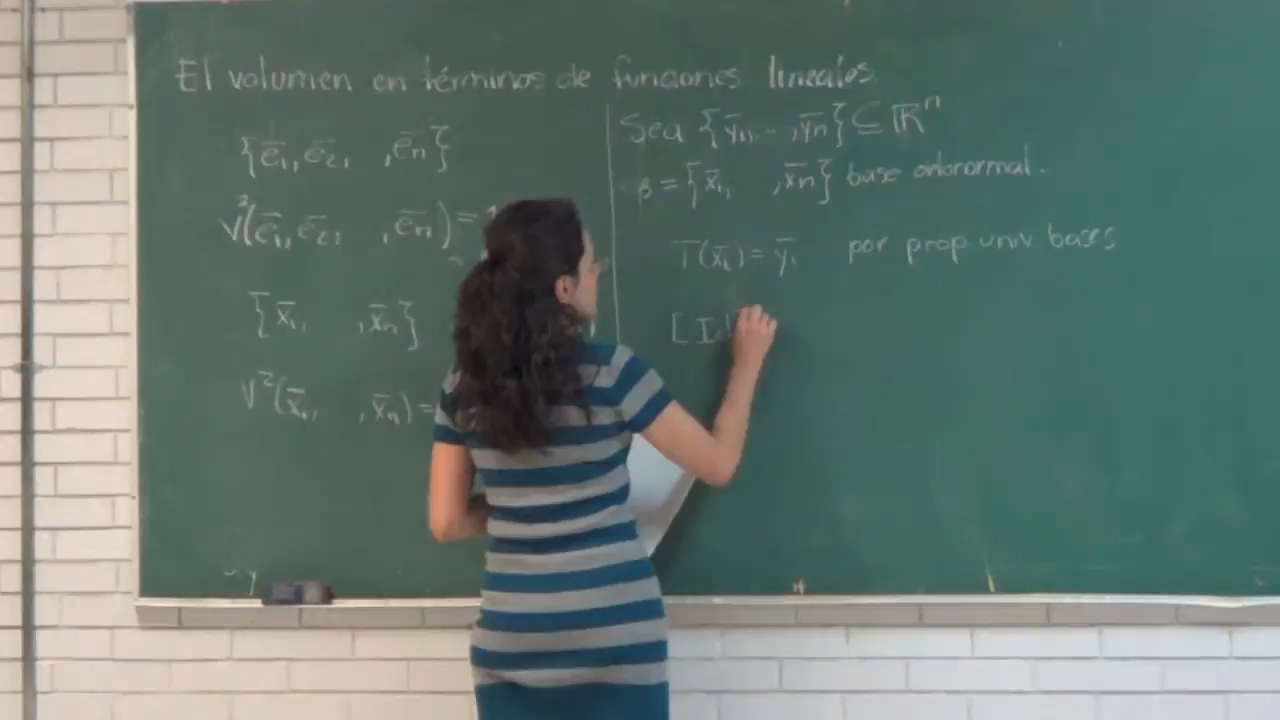 El volumen en términos de funciones lineales
{ē₁, ē₂, , ēn}
V²(ē₁, ē₂, , ēn) =
{x̄₁, , x̄n}
V²(x̄₁, , x̄n) =
Sea {ȳ₁, .. , ȳn} ⊆ ℝⁿ
β = {x̄₁, , x̄n} base ortonormal.
T(x̄ᵢ) = ȳᵢ por prop univ bases
[Id